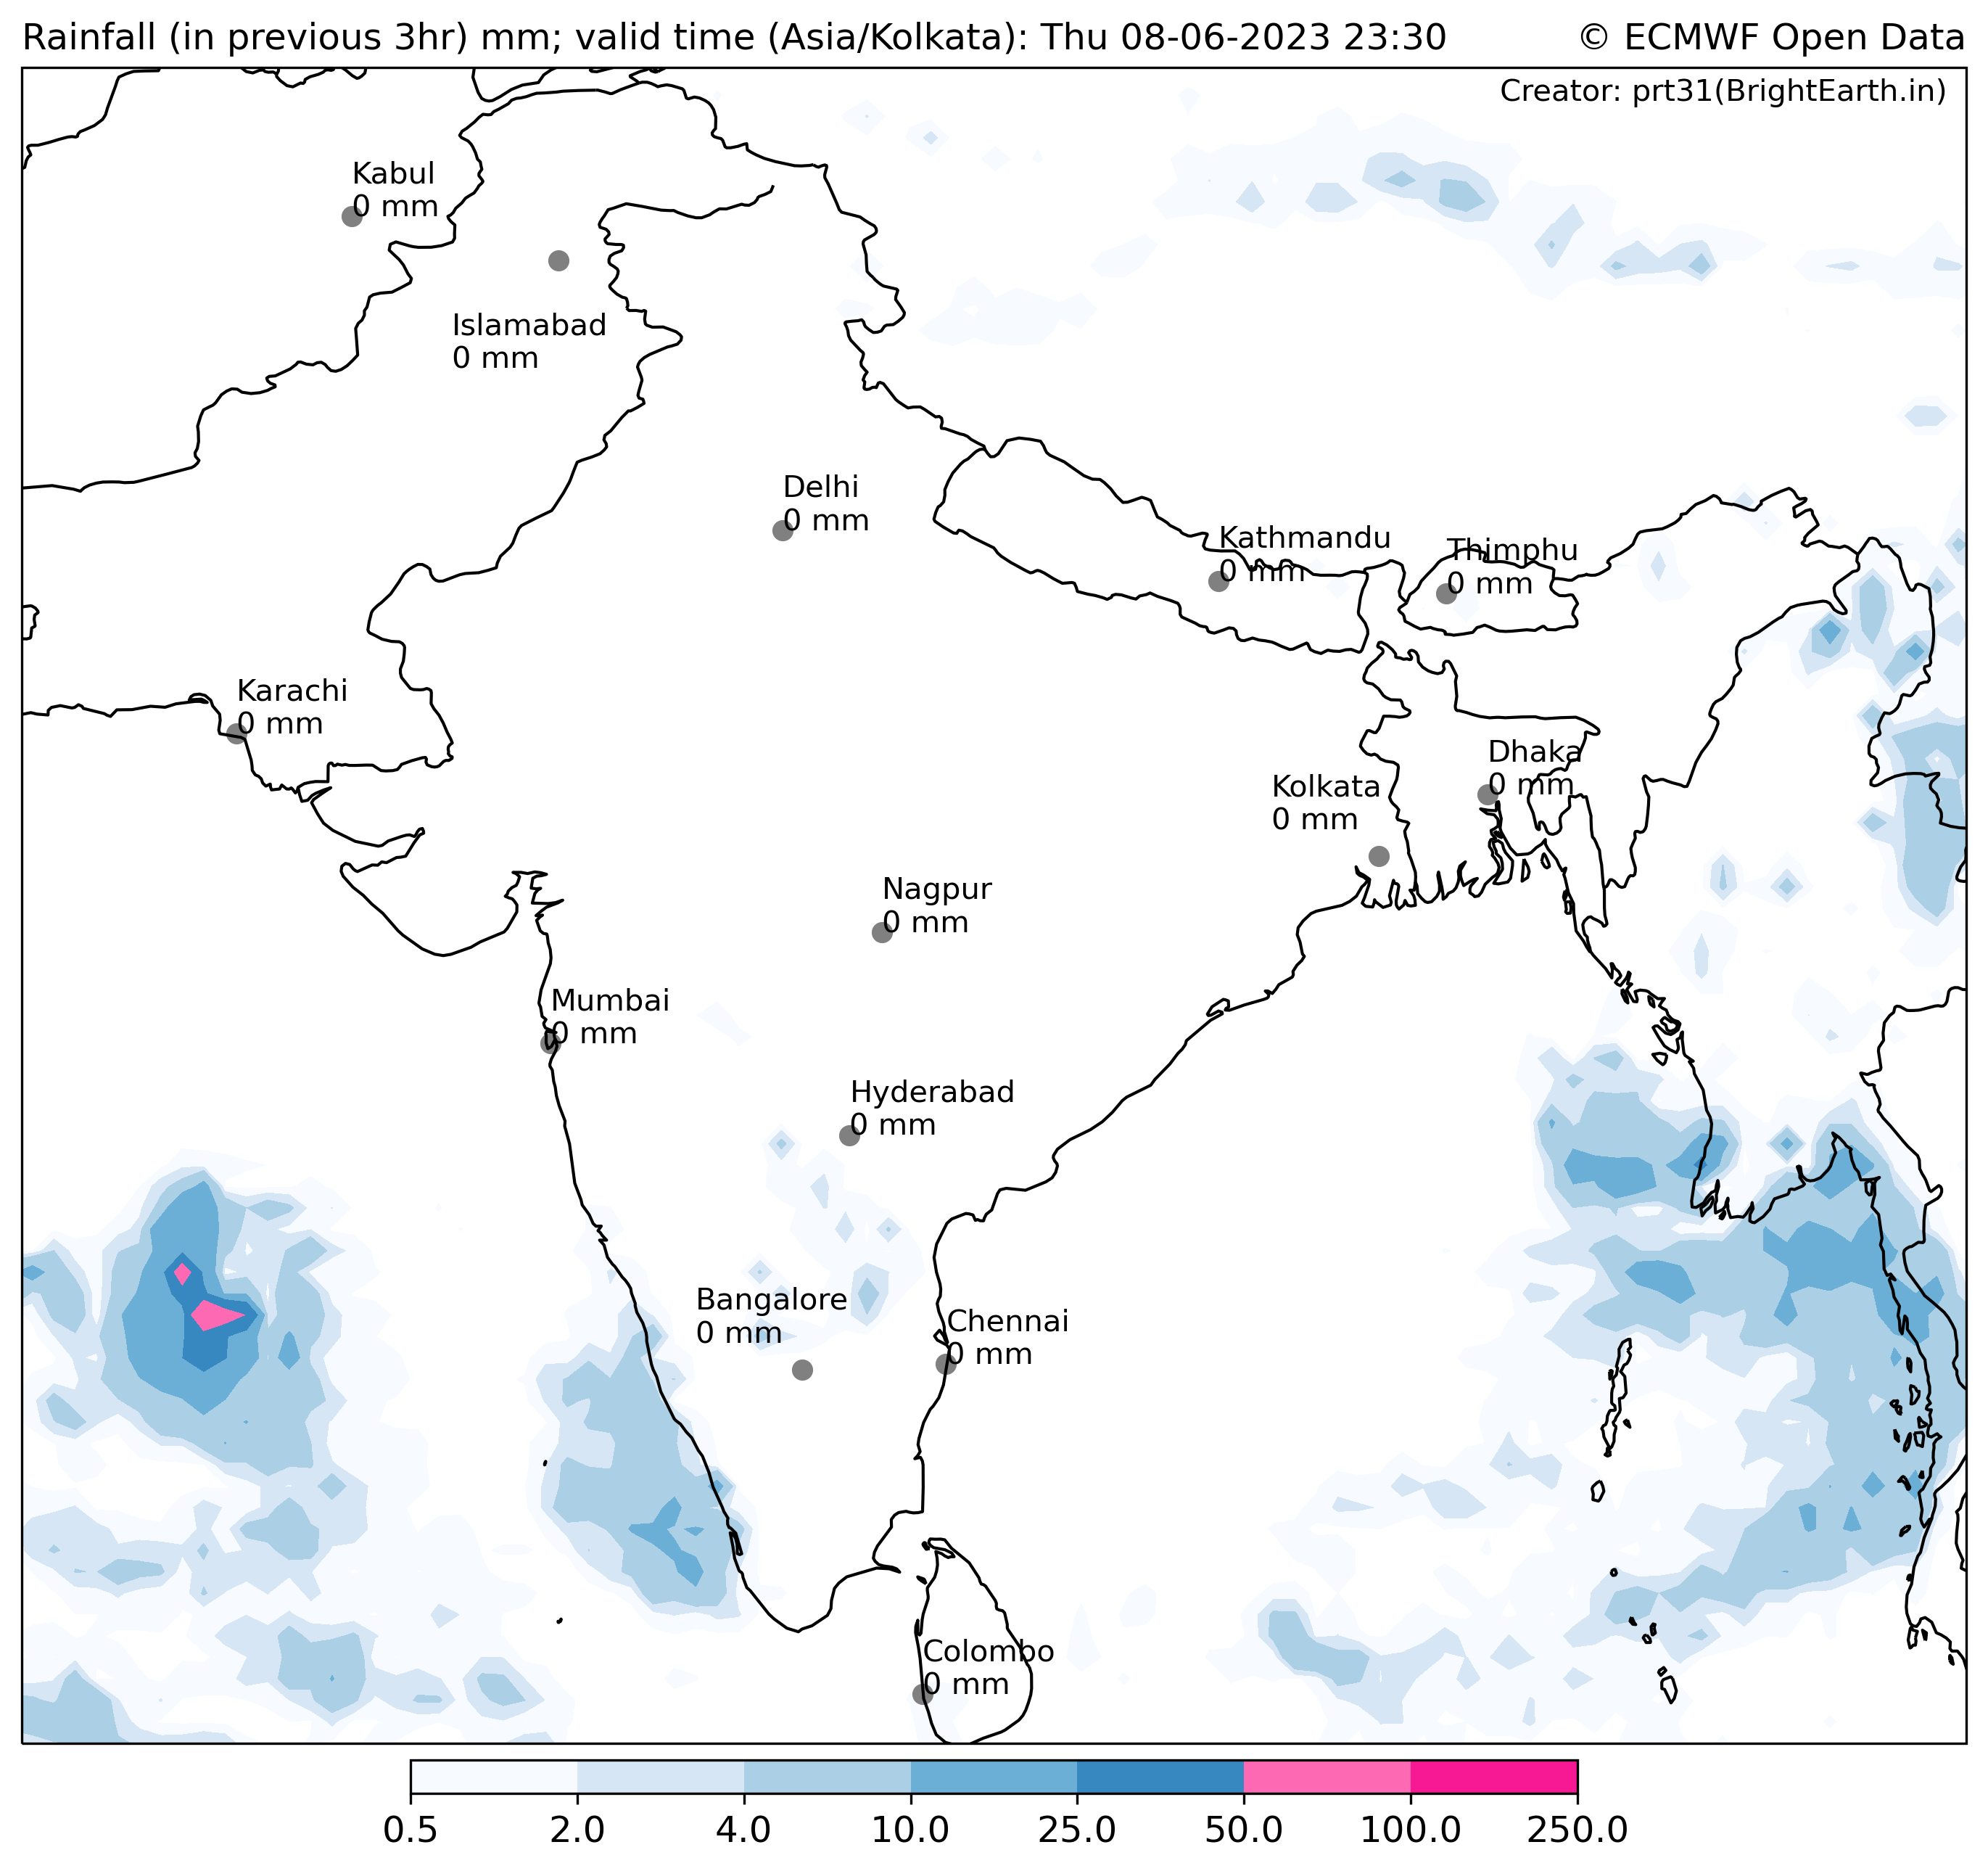 Rainfall (in previous 3hr) mm; valid time (Asia/Kolkata): Thu 08-06-2023 23:30
© ECMWF Open Data
Creator: prt31(BrightEarth.in)
Kabul
0 mm
Islamabad
0 mm
Delhi
0 mm
Kathmandu
0 mm
Thimphu
0 mm
Karachi
0 mm
Dhaka
0 mm
Kolkata
0 mm
Nagpur
0 mm
Mumbai
0 mm
Hyderabad
0 mm
Bangalore
0 mm
Chennai
0 mm
Colombo
0 mm
0.5 2.0 4.0 10.0 25.0 50.0 100.0 250.0